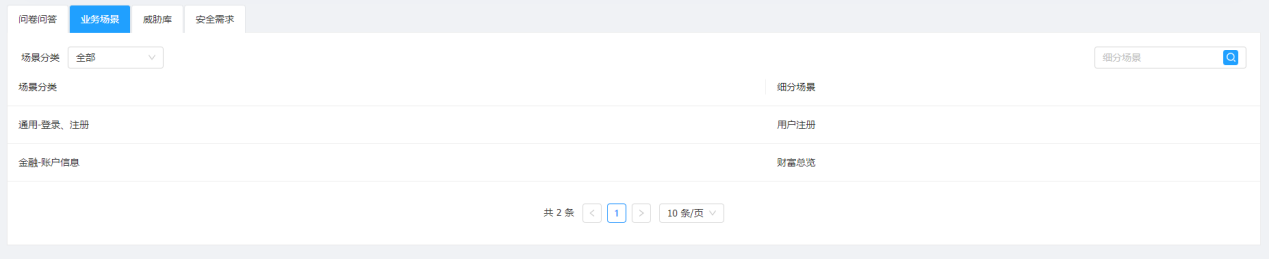 问卷问答 业务场景 威胁库 安全需求
场景分类 全部 细分场景
场景分类 细分场景
通用-登录、注册 用户注册
金融-账户信息 财富总览
共 2 条 < 1 > 10 条/页